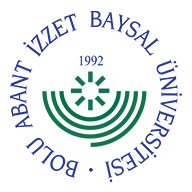 BOLU ABANT İZZET BAYSAL ÜNİVERSİTESİ
1992